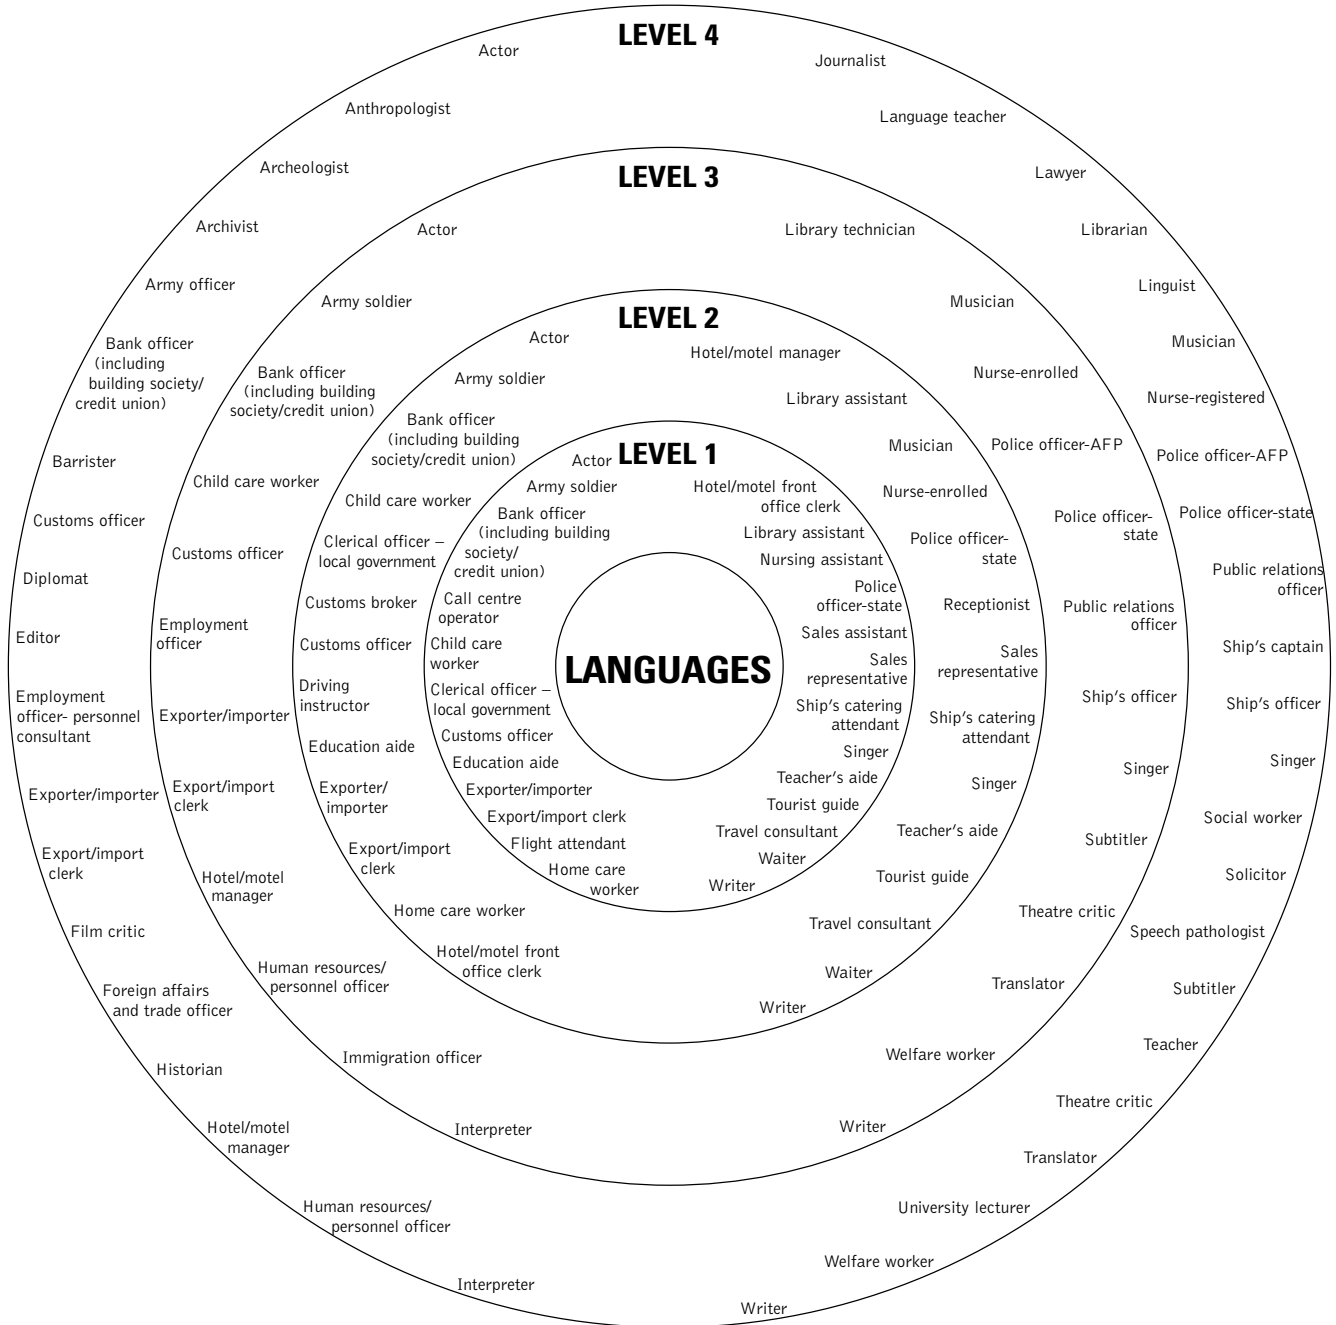 LEVEL 4
Actor
Anthropologist
Archeologist
Archivist
Army officer
Bank officer
(including
building society/
credit union)
Barrister
Customs officer
Diplomat
Editor
Employment
officer- personnel
consultant
Exporter/importer
Export/import
clerk
Film critic
Foreign affairs
and trade officer
Historian
Hotel/motel
manager
Human resources/
personnel officer
Interpreter
Journalist
Language teacher
Lawyer
Librarian
Linguist
Musician
Nurse-registered
Police officer-AFP
Police officer-state
Public relations
officer
Ship's captain
Ship's officer
Singer
Social worker
Solicitor
Speech pathologist
Subtitler
Teacher
Theatre critic
Translator
University lecturer
Welfare worker
Writer
LEVEL 3
Actor
Army soldier
Bank officer
(including building
society/credit union)
Child care worker
Customs officer
Employment
officer
Exporter/importer
Export/import
clerk
Hotel/motel
manager
Human resources/
personnel officer
Immigration officer
Interpreter
Library technician
Musician
Nurse-enrolled
Police officer-AFP
Police officer-
state
Public relations
officer
Ship's officer
Singer
Subtitler
Theatre critic
Translator
Welfare worker
Writer
LEVEL 2
Actor
Army soldier
Bank officer
(including building
society/credit union)
Child care worker
Clerical officer –
local government
Customs broker
Customs officer
Driving
instructor
Education aide
Exporter/
importer
Export/import
clerk
Home care worker
Hotel/motel front
office clerk
Hotel/motel manager
Library assistant
Musician
Nurse-enrolled
Police officer-
state
Receptionist
Sales
representative
Ship's catering
attendant
Singer
Teacher's aide
Tourist guide
Travel consultant
Waiter
Writer
LEVEL 1
Actor
Army soldier
Bank officer
(including building
society/
credit union)
Call centre
operator
Child care
worker
Clerical officer –
local government
Customs officer
Education aide
Exporter/importer
Export/import clerk
Flight attendant
Home care
worker
Hotel/motel front
office clerk
Library assistant
Nursing assistant
Police
officer-state
Sales assistant
Sales
representative
Ship's catering
attendant
Singer
Teacher's aide
Tourist guide
Travel consultant
Waiter
Writer
LANGUAGES